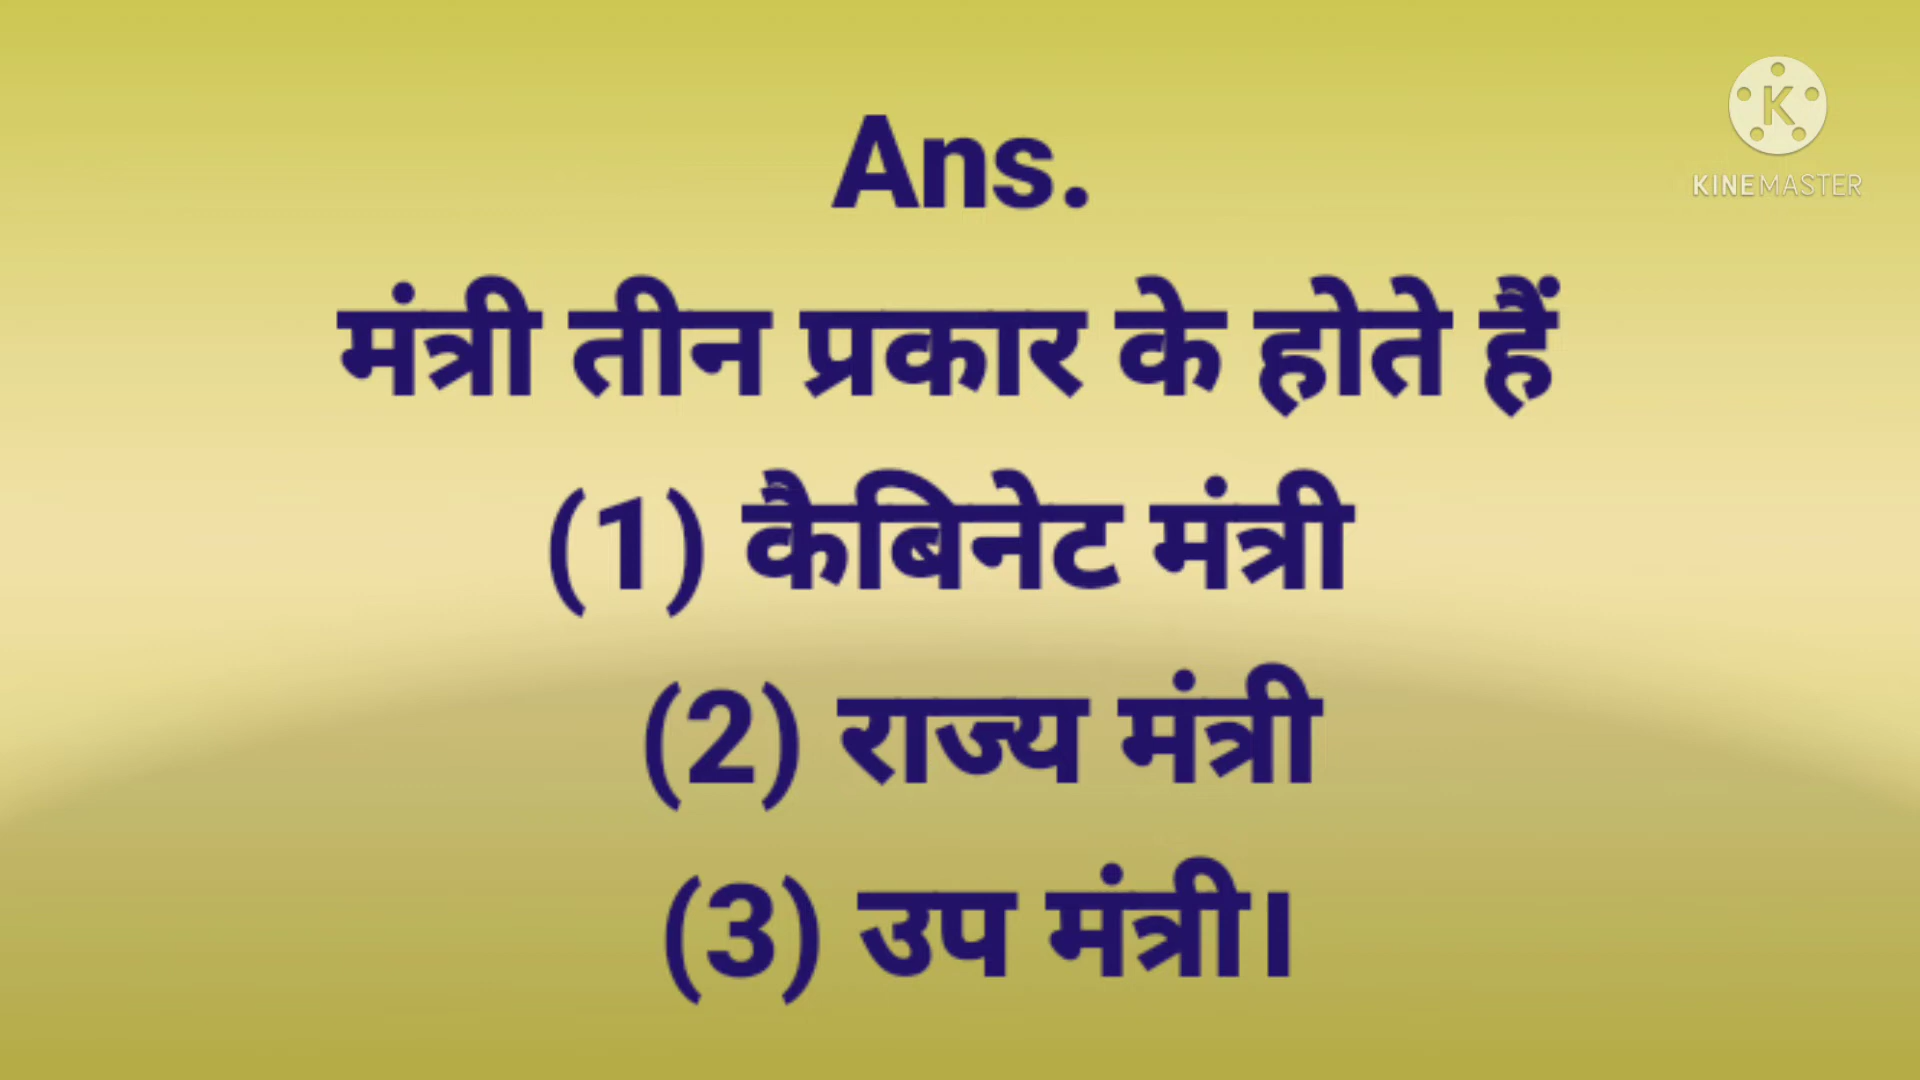 Ans.
मंत्री तीन प्रकार के होते हैं
(1) कैबिनेट मंत्री
(2) राज्य मंत्री
(3) उप मंत्री।
K
KINEMASTER